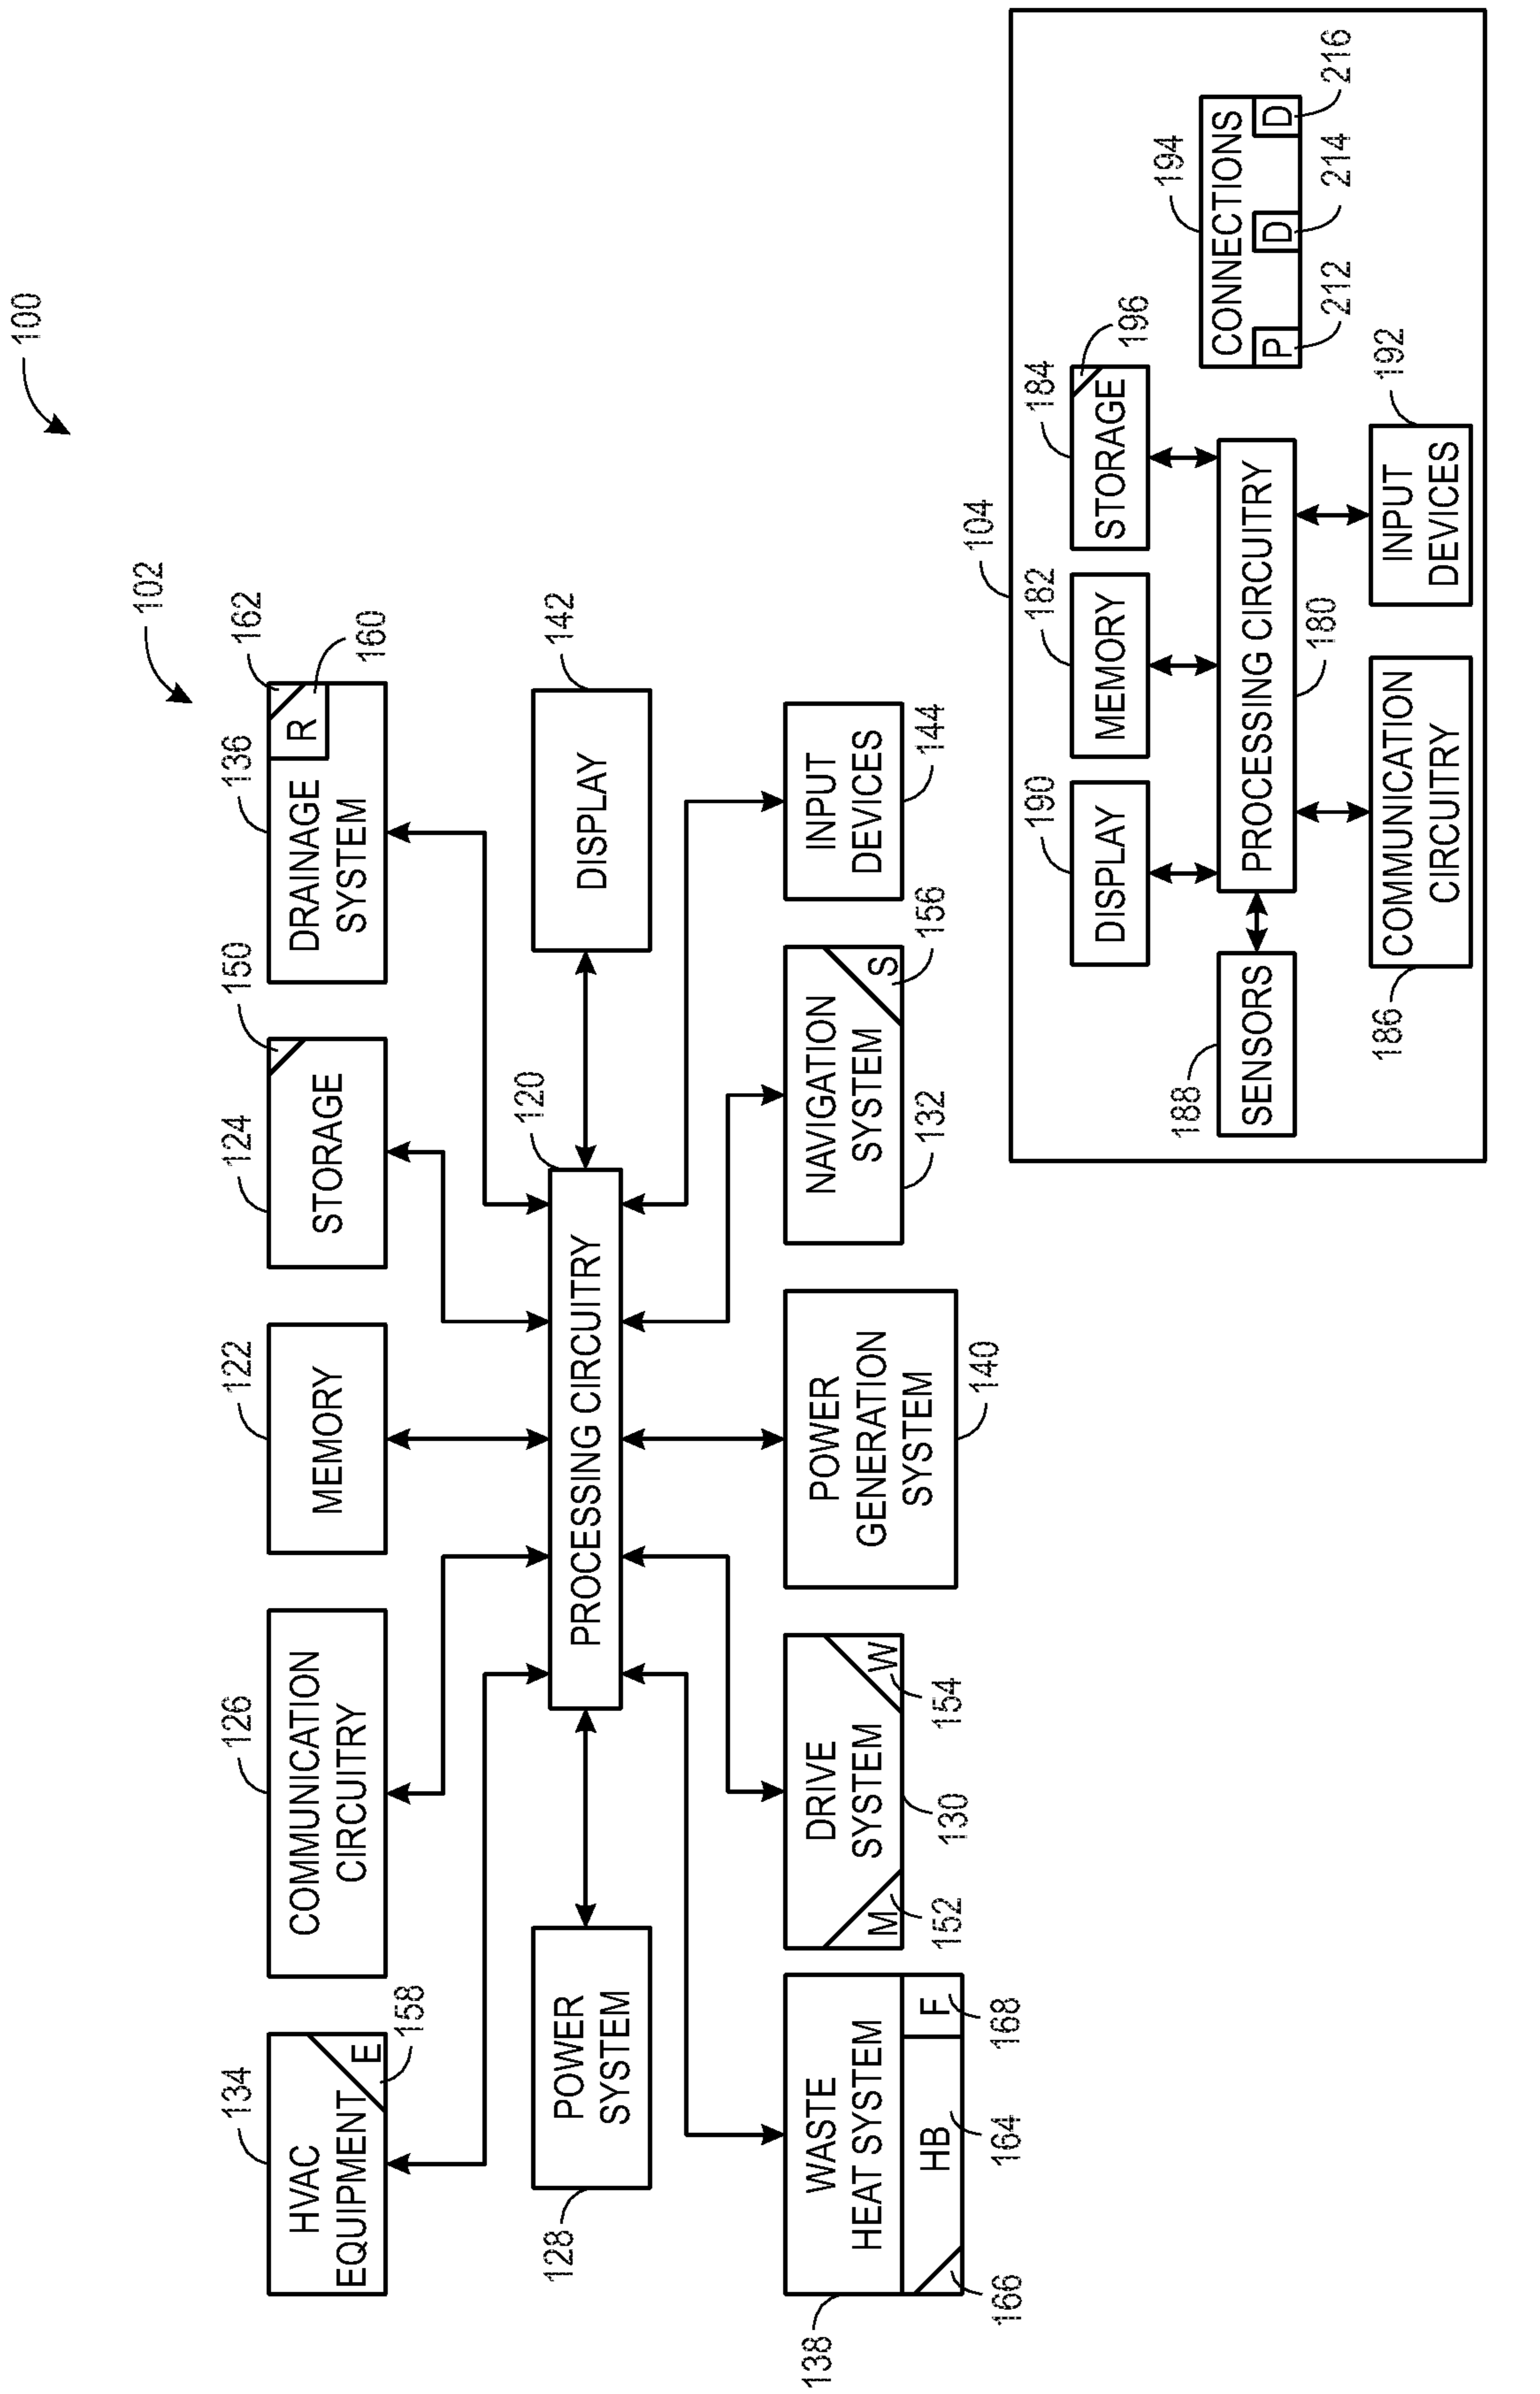 100
102
134
HVAC
EQUIPMENT
E
158
126
COMMUNICATION
CIRCUITRY
122
MEMORY
124
STORAGE
150
136
DRAINAGE
SYSTEM
R
162
160
128
POWER
SYSTEM
PROCESSING CIRCUITRY
120
DISPLAY
142
138
WASTE
HEAT SYSTEM
HB
F
166
164
168
DRIVE
SYSTEM
M
W
152
130
154
POWER
GENERATION
SYSTEM
140
NAVIGATION
SYSTEM
S
132
156
INPUT
DEVICES
144
104
190
DISPLAY
182
MEMORY
184
STORAGE
196
188
SENSORS
PROCESSING CIRCUITRY
180
194
CONNECTIONS
P
D
D
212
214
216
186
COMMUNICATION
CIRCUITRY
INPUT
DEVICES
192